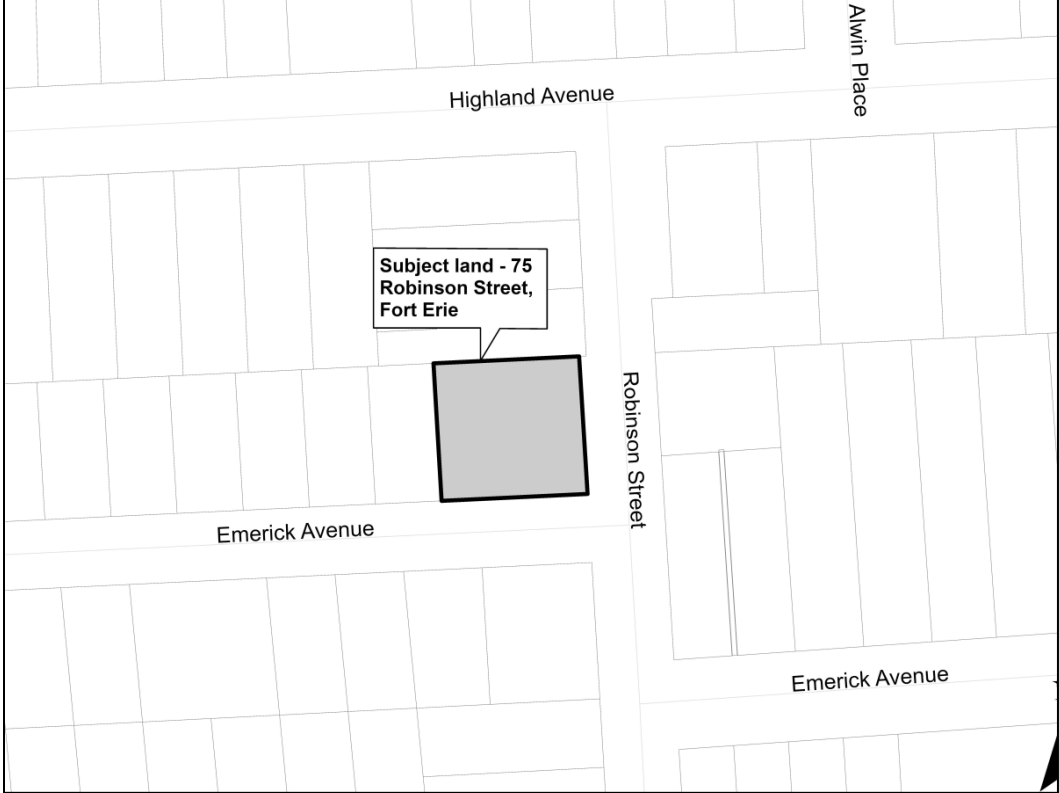 Alwin Place
Highland Avenue
Subject land - 75
Robinson Street,
Fort Erie
Robinson Street
Emerick Avenue
Emerick Avenue